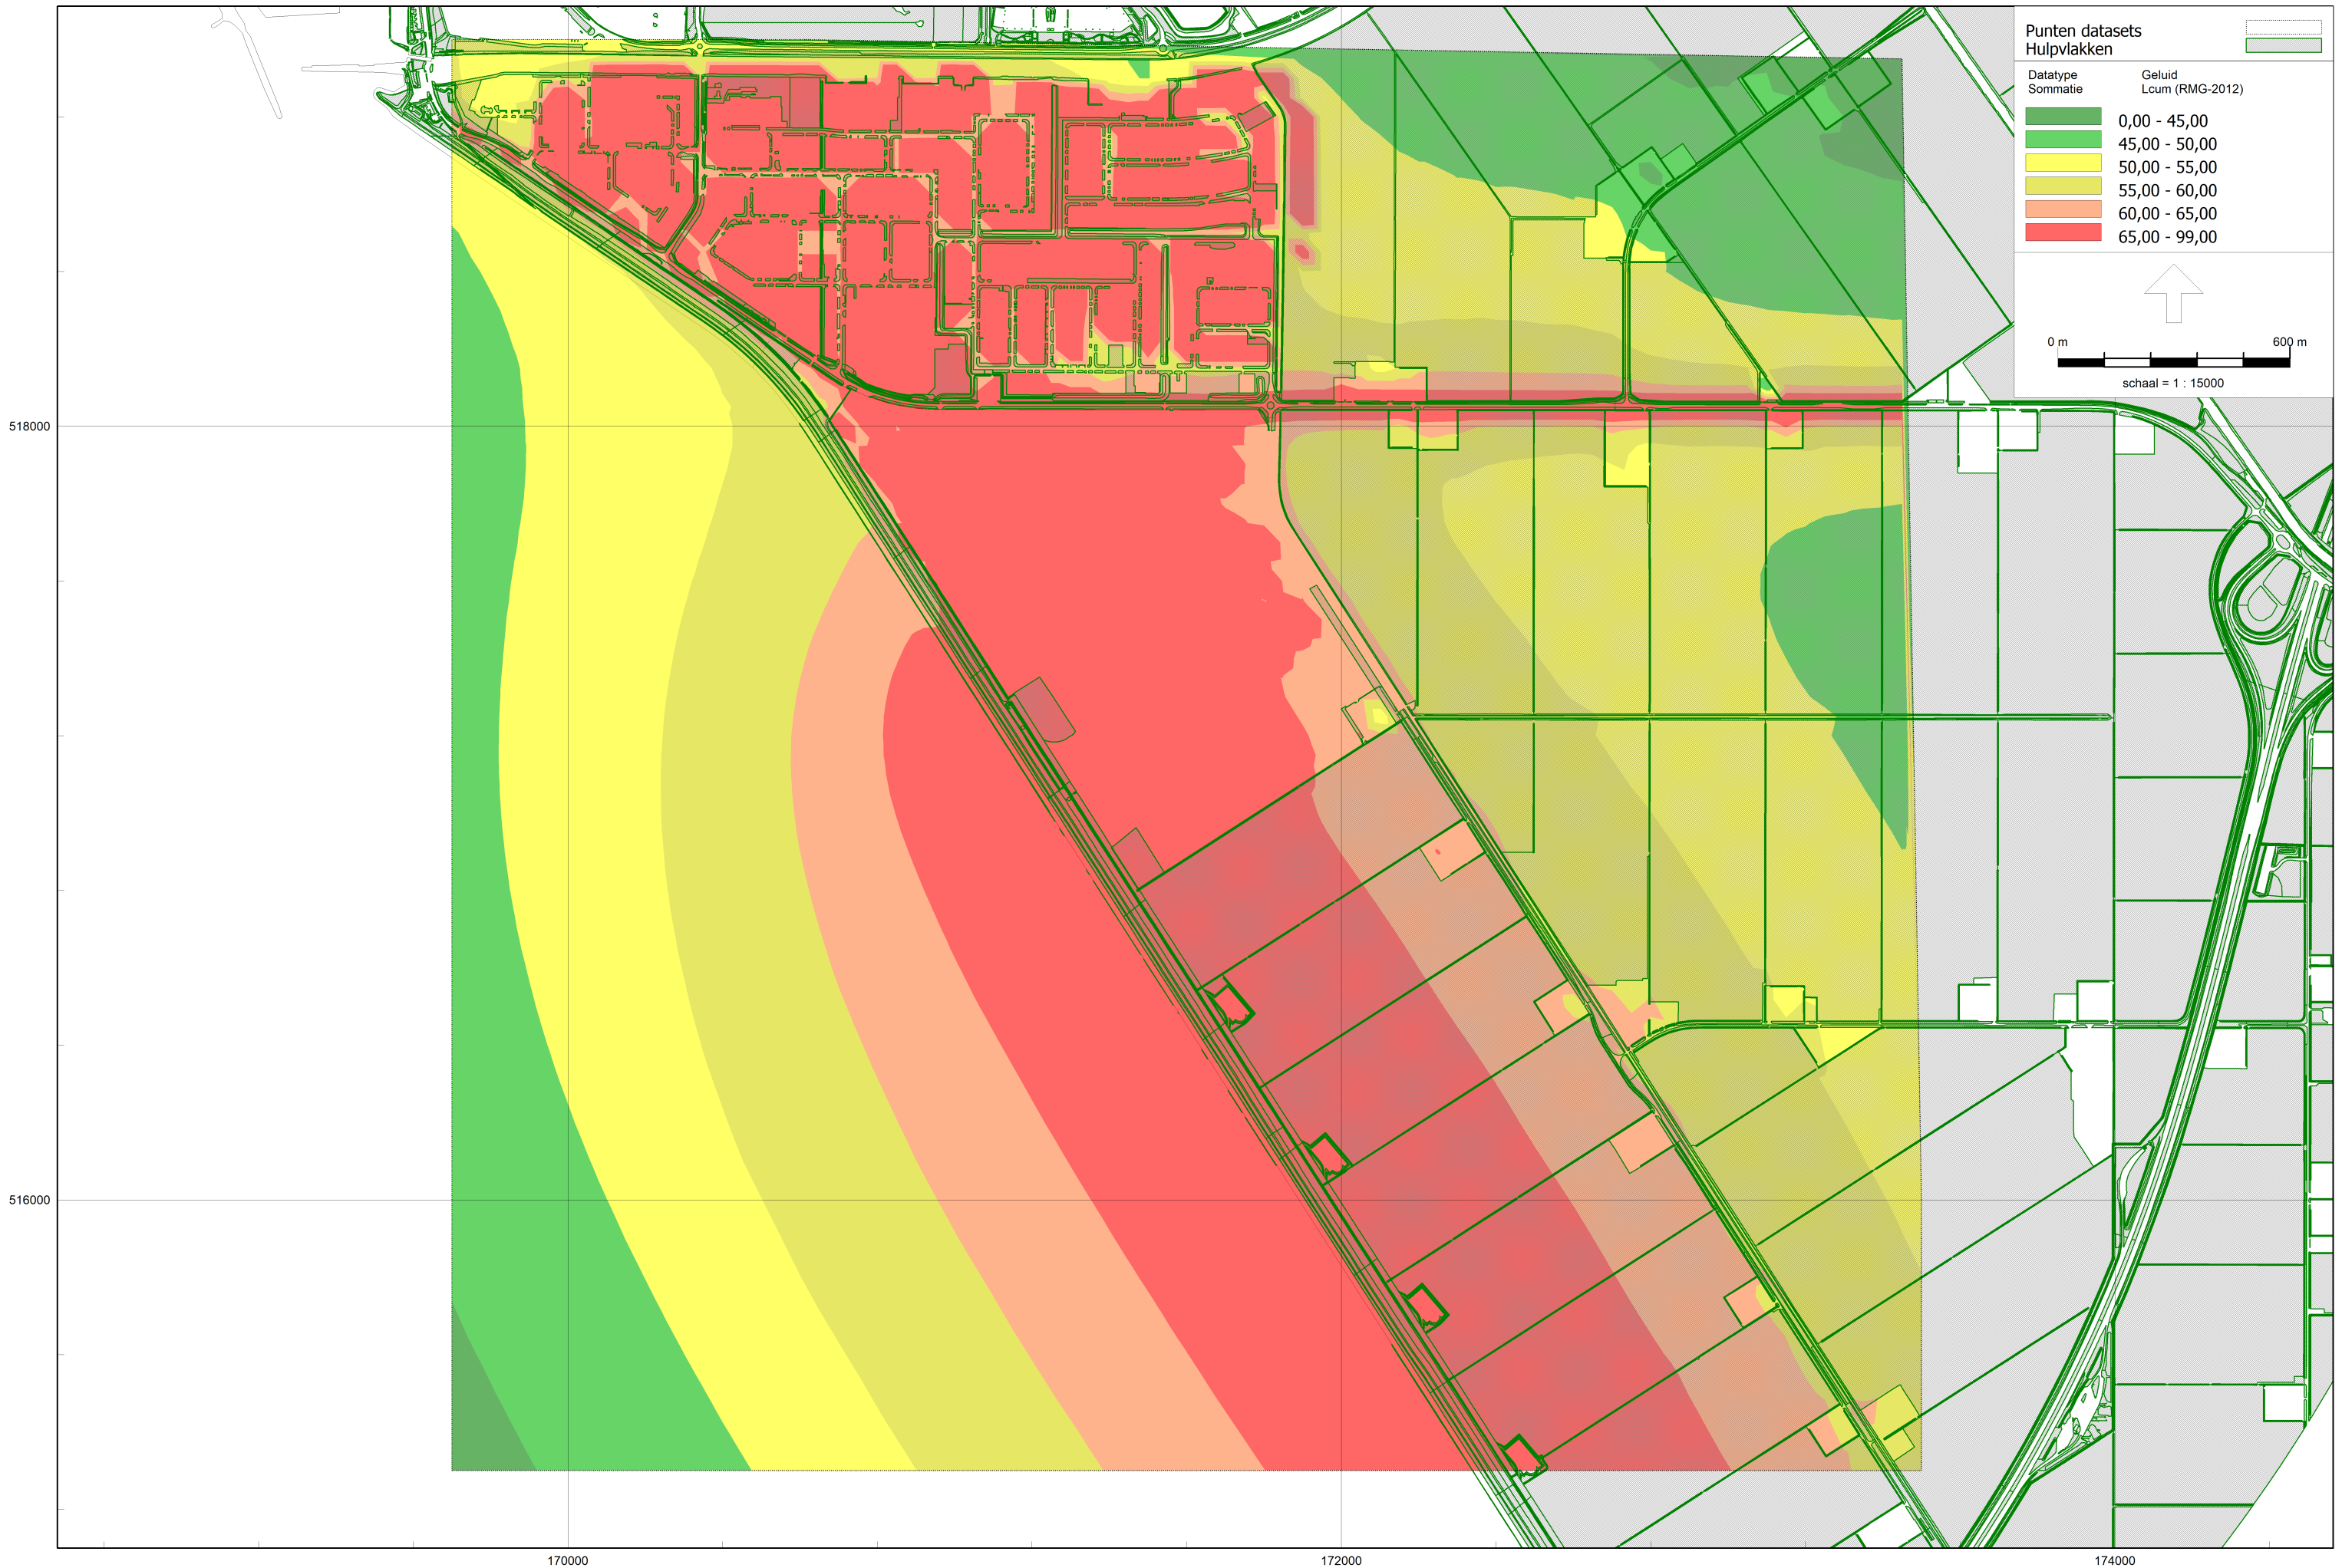 Punten datasets
Hulpvlakken
Datatype Geluid
Sommatie Lcum (RMG-2012)
0,00 - 45,00
45,00 - 50,00
50,00 - 55,00
55,00 - 60,00
60,00 - 65,00
65,00 - 99,00
0 m 600 m
schaal = 1 : 15000
518000
516000
170000 172000 174000